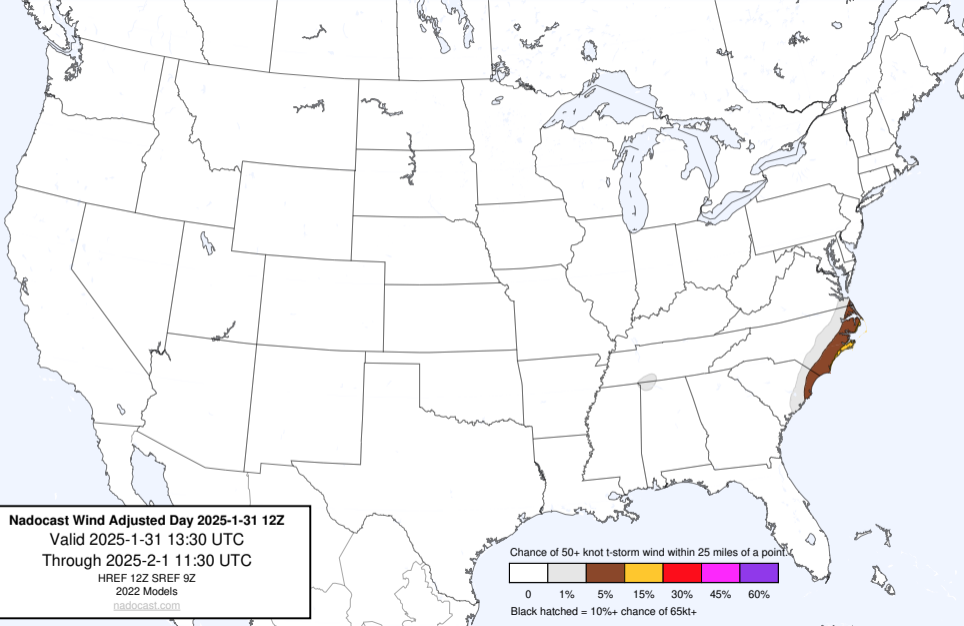 Nadocast Wind Adjusted Day 2025-1-31 12Z
Valid 2025-1-31 13:30 UTC
Through 2025-2-1 11:30 UTC
HREF 12Z SREF 9Z
2022 Models
nadocast.com
Chance of 50+ knot t-storm wind within 25 miles of a point.
0 1% 5% 15% 30% 45% 60%
Black hatched = 10%+ chance of 65kt+